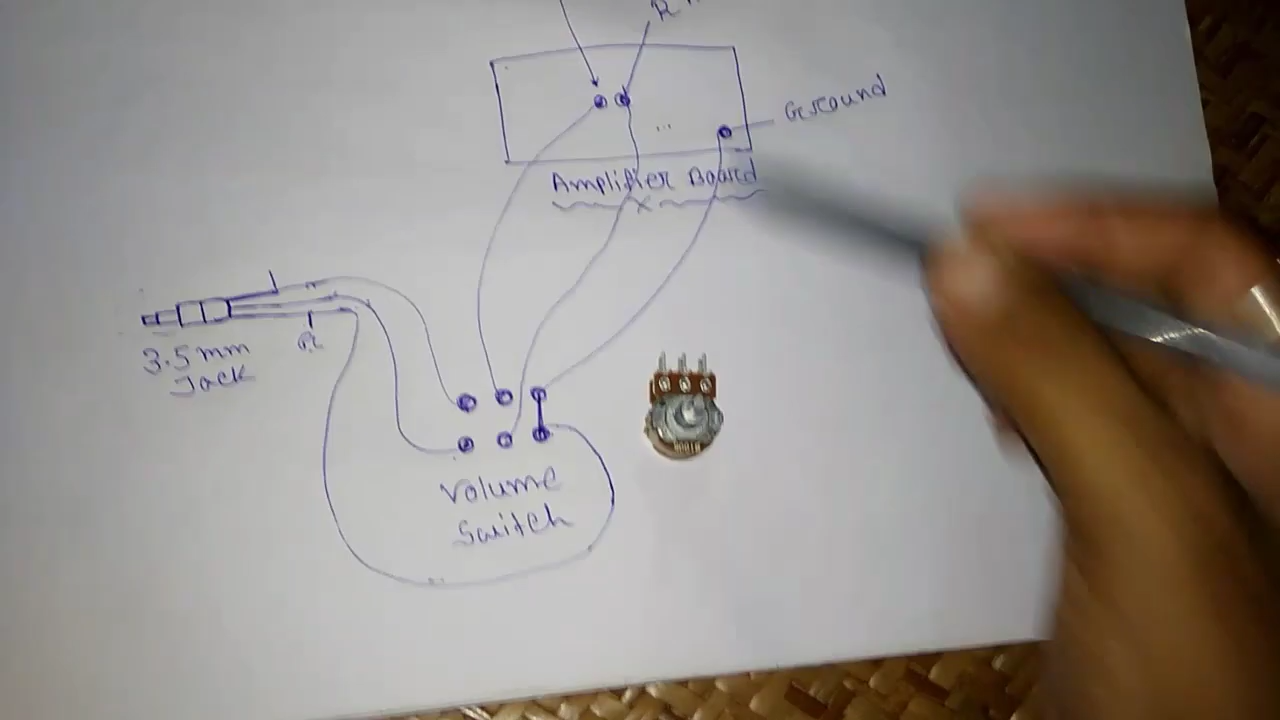 R
Ground
Amplifier Board
3.5 mm
Jack
R
Volume
Switch